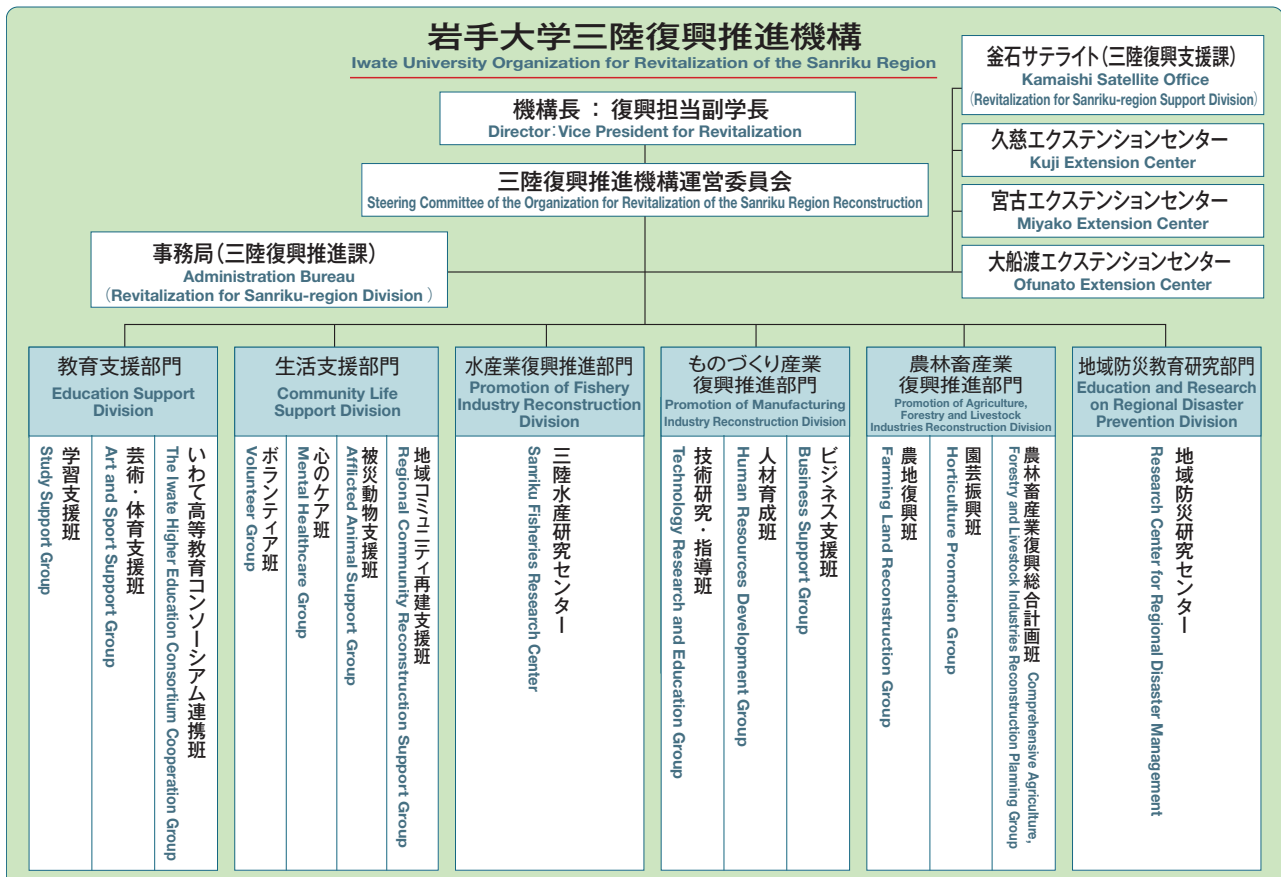 岩手大学三陸復興推進機構
Iwate University Organization for Revitalization of the Sanriku Region
機構長 : 復興担当副学長
Director:Vice President for Revitalization
三陸復興推進機構運営委員会
Steering Committee of the Organization for Revitalization of the Sanriku Region Reconstruction
釜石サテライト(三陸復興支援課)
Kamaishi Satellite Office
(Revitalization for Sanriku-region Support Division)
久慈エクステンションセンター
Kuji Extension Center
宮古エクステンションセンター
Miyako Extension Center
大船渡エクステンションセンター
Ofunato Extension Center
事務局(三陸復興推進課)
Administration Bureau
(Revitalization for Sanriku-region Division )
教育支援部門
Education Support
Division
学習支援班
Study Support Group
芸術・体育支援班
Art and Sport Support Group
いわて高等教育コンソーシアム連携班
The Iwate Higher Education Consortium Cooperation Group
生活支援部門
Community Life
Support Division
ボランティア班
Volunteer Group
心のケア班
Mental Healthcare Group
被災動物支援班
Afflicted Animal Support Group
地域コミュニティ再建支援班
Regional Community Reconstruction Support Group
水産業復興推進部門
Promotion of Fishery
Industry Reconstruction
Division
三陸水産研究センター
Sanriku Fisheries Research Center
ものづくり産業
復興推進部門
Promotion of Manufacturing
Industry Reconstruction Division
技術研究・指導班
Technology Research and Education Group
人材育成班
Human Resources Development Group
ビジネス支援班
Business Support Group
農林畜産業
復興推進部門
Promotion of Agriculture,
Forestry and Livestock
Industries Reconstruction Division
農地復興班
Farming Land Reconstruction Group
園芸振興班
Horticulture Promotion Group
農林畜産業復興総合計画班 Comprehensive Agriculture,
Forestry and Livestock Industries Reconstruction Planning Group
地域防災教育研究部門
Education and Research
on Regional Disaster
Prevention Division
地域防災研究センター
Research Center for Regional Disaster Management